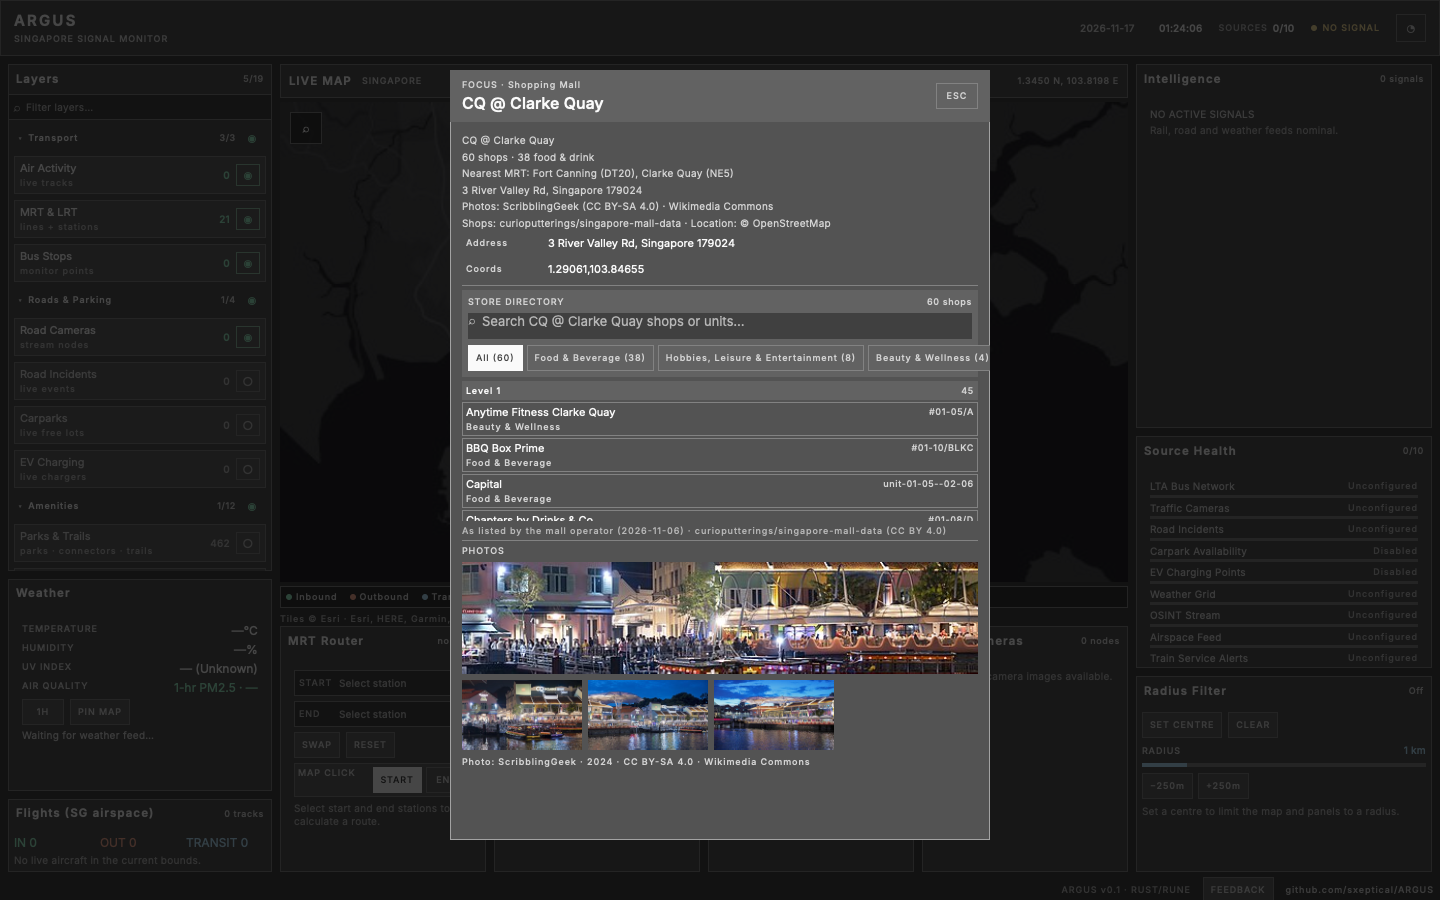 ARGUS
SINGAPORE SIGNAL MONITOR
2026-11-17
01:24:06
SOURCES 0/10
NO SIGNAL
Layers
5/19
Filter layers...
Transport
3/3
Air Activity
live tracks
0
MRT & LRT
lines + stations
21
Bus Stops
monitor points
0
Roads & Parking
1/4
Road Cameras
stream nodes
0
Road Incidents
live events
0
Carparks
live free lots
0
EV Charging
live chargers
0
Amenities
1/12
Parks & Trails
parks · connectors · trails
462
Weather
TEMPERATURE
—°C
HUMIDITY
—%
UV INDEX
— (Unknown)
AIR QUALITY
1-hr PM2.5 · —
1H
PIN MAP
Waiting for weather feed...
Flights (SG airspace)
0 tracks
IN 0
OUT 0
TRANSIT 0
No live aircraft in the current bounds.
LIVE MAP
SINGAPORE
1.3450 N, 103.8198 E
Inbound
Outbound
Tiles © Esri · Esri, HERE, Garmin,
MRT Router
START Select station
END Select station
SWAP
RESET
MAP CLICK
START
Select start and end stations to
calculate a route.
FOCUS · Shopping Mall
CQ @ Clarke Quay
ESC
CQ @ Clarke Quay
60 shops · 38 food & drink
Nearest MRT: Fort Canning (DT20), Clarke Quay (NE5)
3 River Valley Rd, Singapore 179024
Photos: ScribblingGeek (CC BY-SA 4.0) · Wikimedia Commons
Shops: curioputterings/singapore-mall-data · Location: © OpenStreetMap
Address
3 River Valley Rd, Singapore 179024
Coords
1.29061,103.84655
STORE DIRECTORY
60 shops
Search CQ @ Clarke Quay shops or units...
All (60)
Food & Beverage (38)
Hobbies, Leisure & Entertainment (8)
Beauty & Wellness (4)
Level 1
45
Anytime Fitness Clarke Quay
#01-05/A
Beauty & Wellness
BBQ Box Prime
#01-10/BLKC
Food & Beverage
Capital
unit-01-05--02-06
Food & Beverage
Chapters by Drinks & Co
#01-08/D
As listed by the mall operator (2026-11-06) · curioputterings/singapore-mall-data (CC BY 4.0)
PHOTOS
Photo: ScribblingGeek · 2024 · CC BY-SA 4.0 · Wikimedia Commons
0 nodes
camera images available.
Intelligence
0 signals
NO ACTIVE SIGNALS
Rail, road and weather feeds nominal.
Source Health
0/10
LTA Bus Network
Unconfigured
Traffic Cameras
Unconfigured
Road Incidents
Unconfigured
Carpark Availability
Disabled
EV Charging Points
Disabled
Weather Grid
Unconfigured
OSINT Stream
Unconfigured
Airspace Feed
Unconfigured
Train Service Alerts
Unconfigured
Radius Filter
Off
SET CENTRE
CLEAR
RADIUS
1 km
−250m
+250m
Set a centre to limit the map and panels to a radius.
ARGUS v0.1 · RUST/RUNE
FEEDBACK
github.com/sxeptical/ARGUS